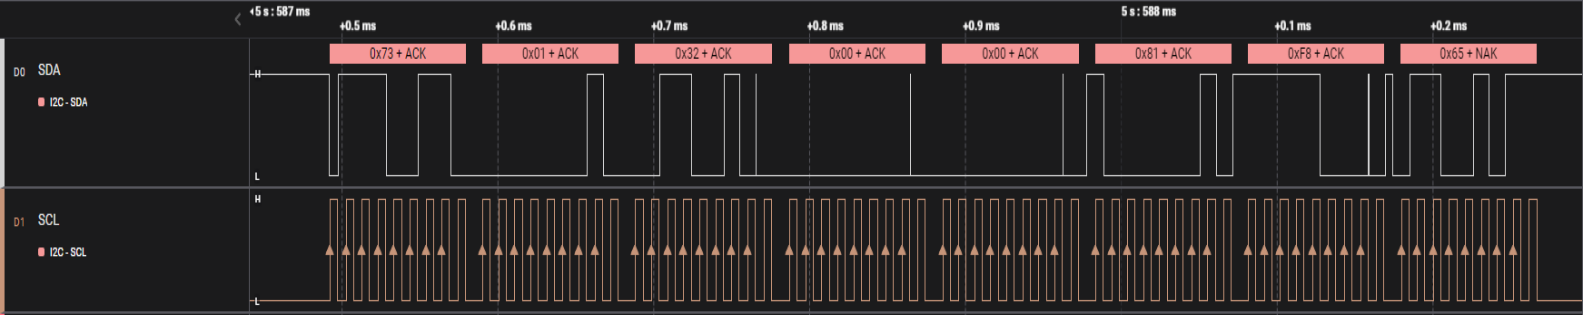 5 s : 587 ms 5 s : 588 ms
+0.5 ms +0.6 ms +0.7 ms +0.8 ms +0.9 ms +0.1 ms +0.2 ms
0x73 + ACK 0x01 + ACK 0x32 + ACK 0x00 + ACK 0x00 + ACK 0x81 + ACK 0xF8 + ACK 0x65 + NAK
D0 SDA H
I2C - SDA
L
D1 SCL H
I2C - SCL
L